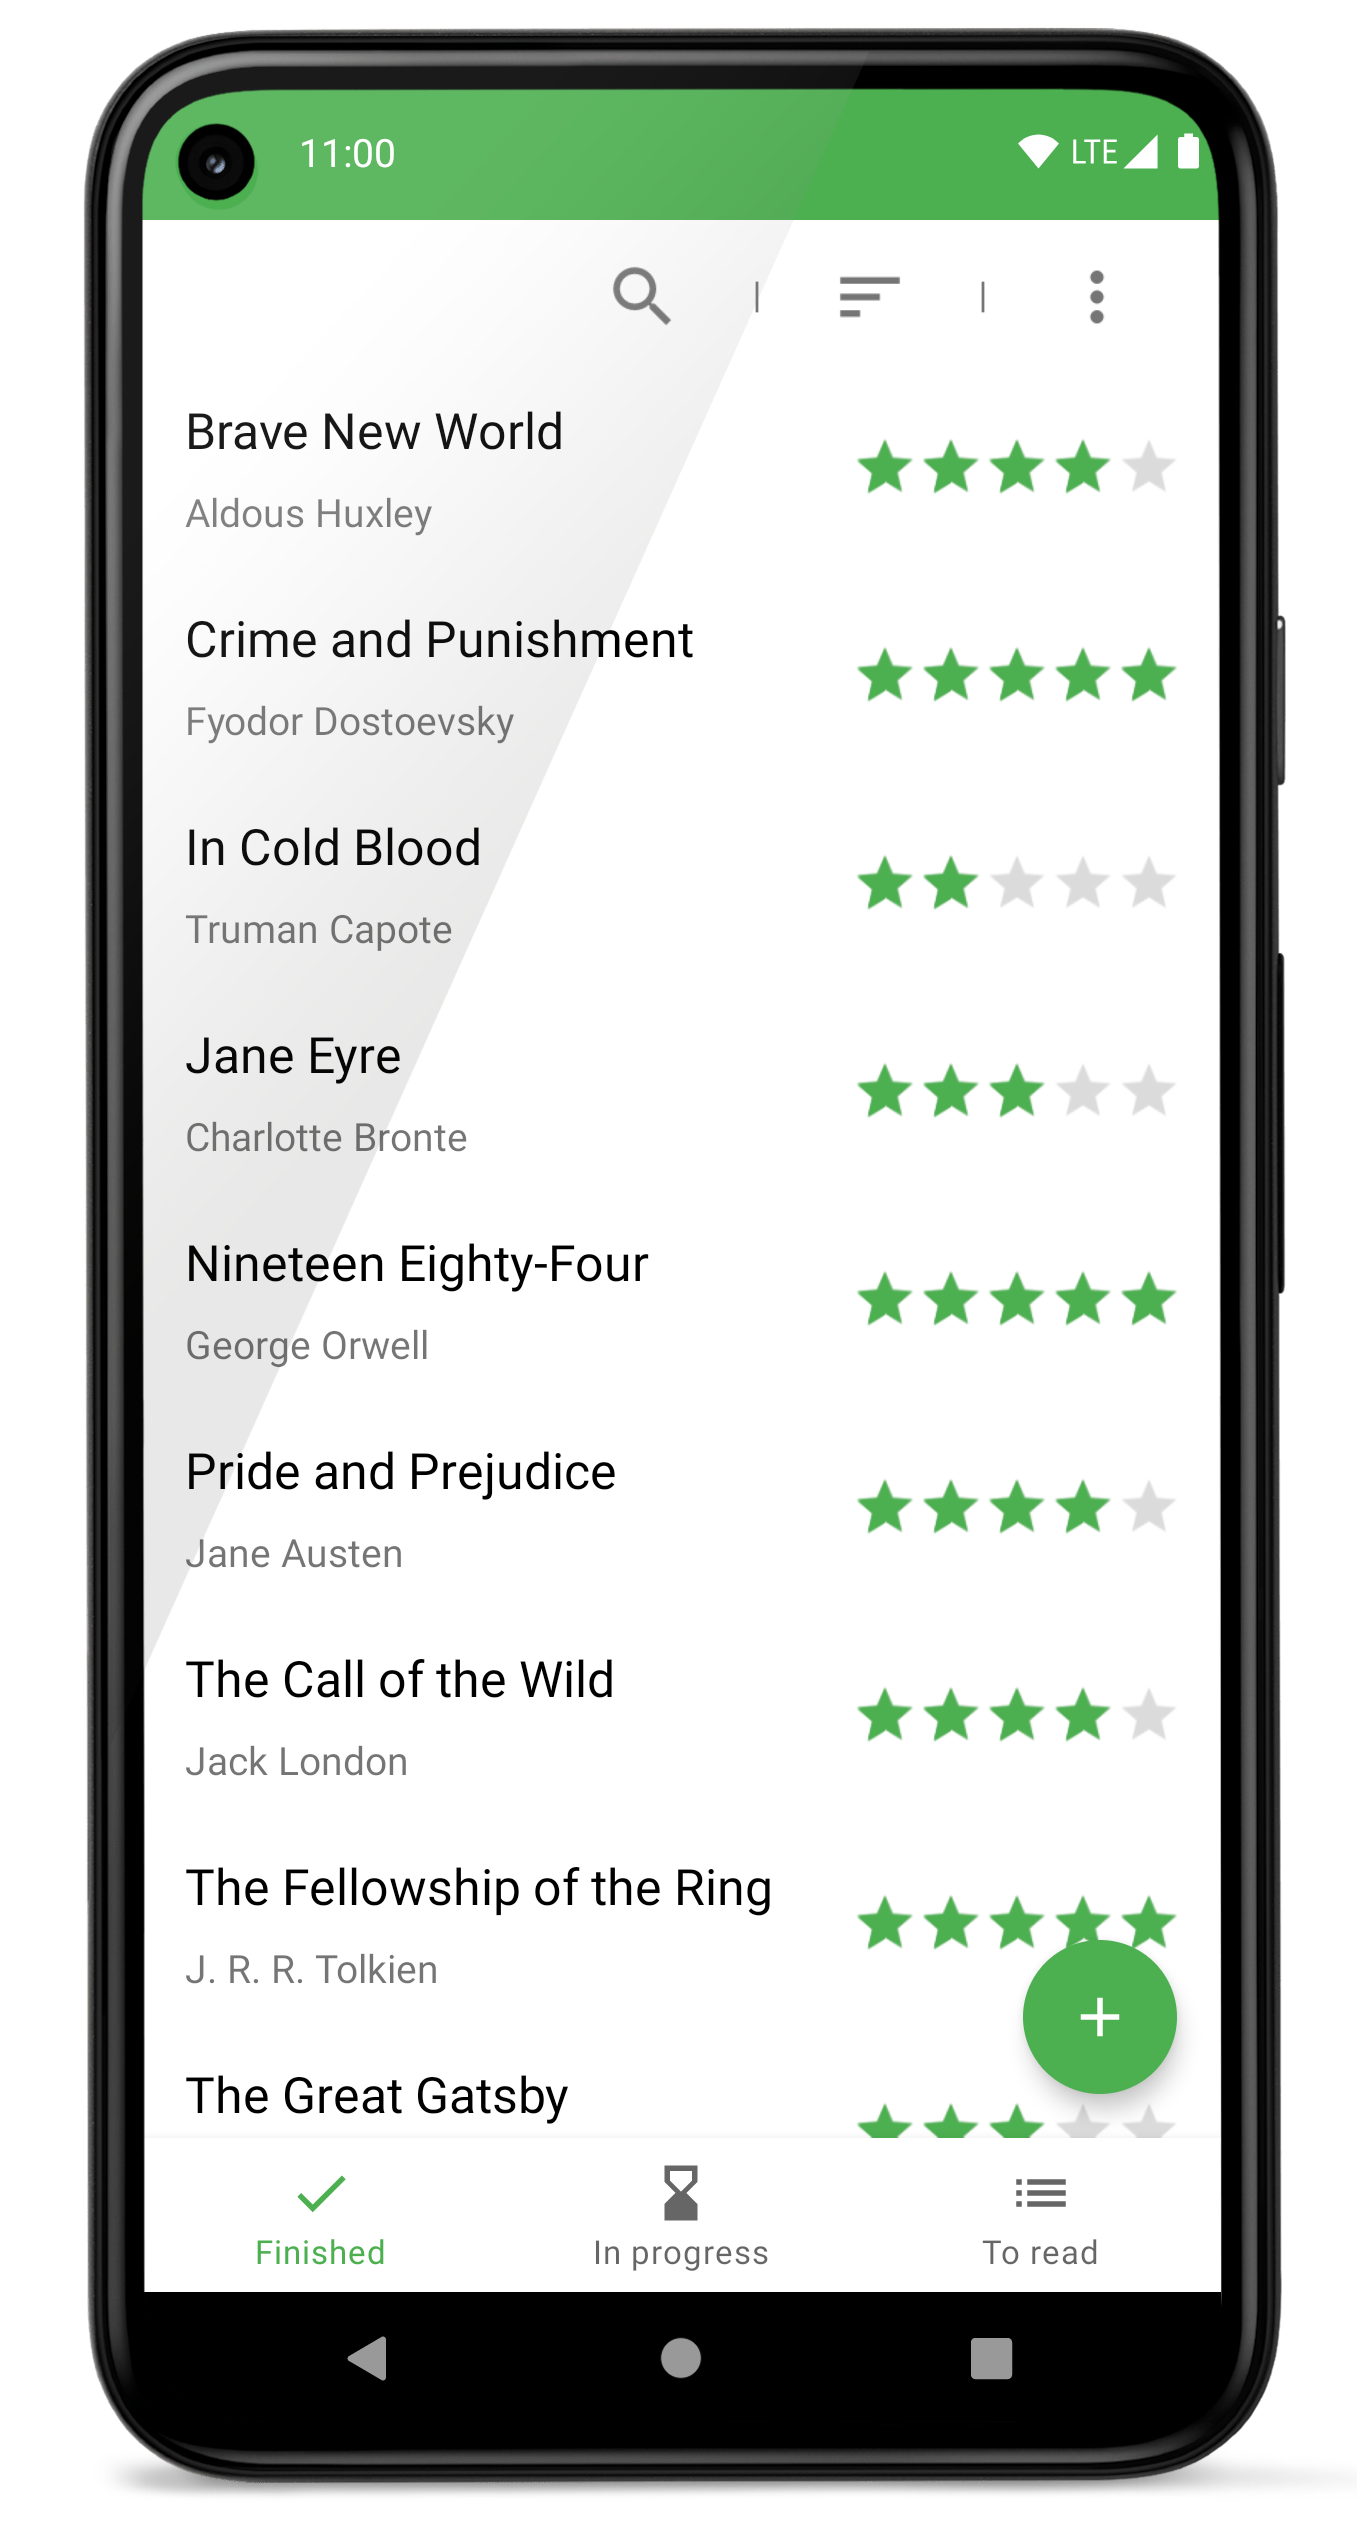 11:00
LTE
Brave New World
Aldous Huxley
Crime and Punishment
Fyodor Dostoevsky
In Cold Blood
Truman Capote
Jane Eyre
Charlotte Bronte
Nineteen Eighty-Four
George Orwell
Pride and Prejudice
Jane Austen
The Call of the Wild
Jack London
The Fellowship of the Ring
J. R. R. Tolkien
The Great Gatsby
Finished
In progress
To read